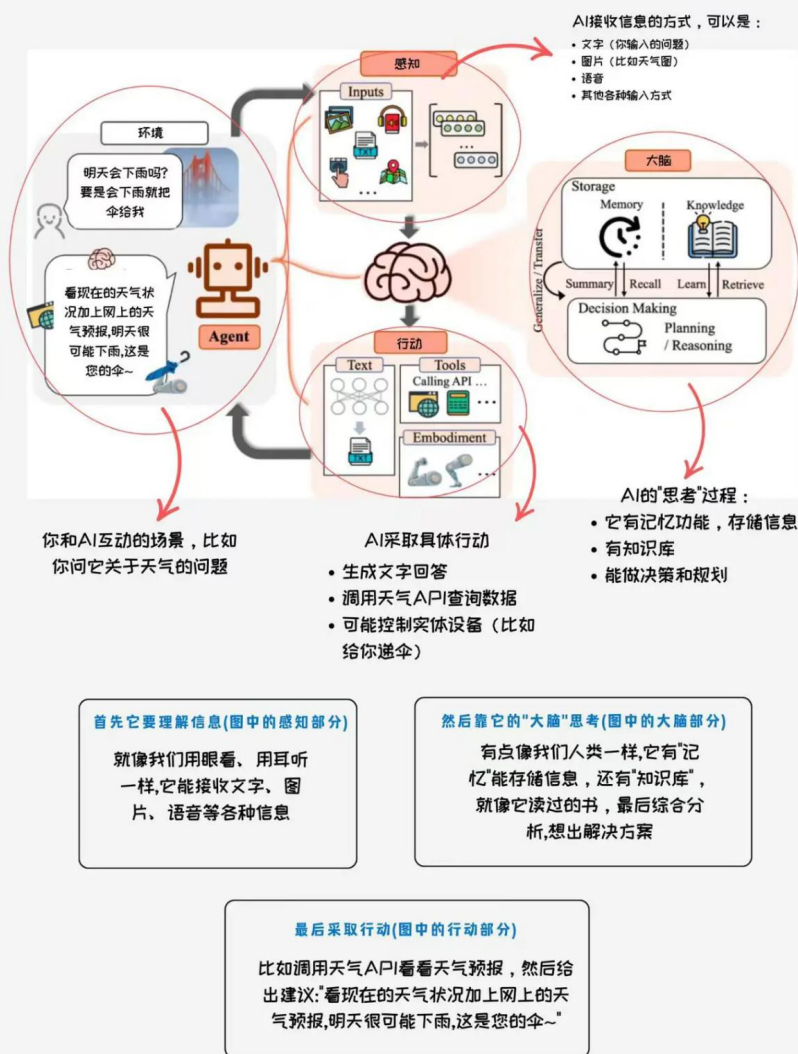 AI接收信息的方式，可以是：
• 文字（你输入的问题）
• 图片（比如天气图）
• 语音
• 其他各种输入方式
感知
Inputs
TXT
...
环境
明天会下雨吗?
要是会下雨就把
伞给我
Agent
看现在的天气状
况加上网上的天
气预报,明天很
可能下雨,这是
您的伞~
大脑
Storage
Memory
Knowledge
Generalize / Transfer
Summary
Recall
Learn
Retrieve
Decision Making
Planning
/ Reasoning
行动
Text
TXT
Tools
Calling API ...
...
Embodiment
...
你和AI互动的场景，比如
你问它关于天气的问题
AI采取具体行动
• 生成文字回答
• 调用天气API查询数据
• 可能控制实体设备（比如
给你递伞）
AI的"思考"过程：
• 它有记忆功能，存储信息
• 有知识库
• 能做决策和规划
首先它要理解信息(图中的感知部分)
就像我们用眼看、用耳听
一样,它能接收文字、图
片、语音等各种信息
然后靠它的"大脑"思考(图中的大脑部分)
有点像我们人类一样,它有"记
忆"能存储信息，还有"知识库"，
就像它读过的书，最后综合分
析,想出解决方案
最后采取行动(图中的行动部分)
比如调用天气API看看天气预报，然后给
出建议:"看现在的天气状况加上网上的天
气预报,明天很可能下雨,这是您的伞~"